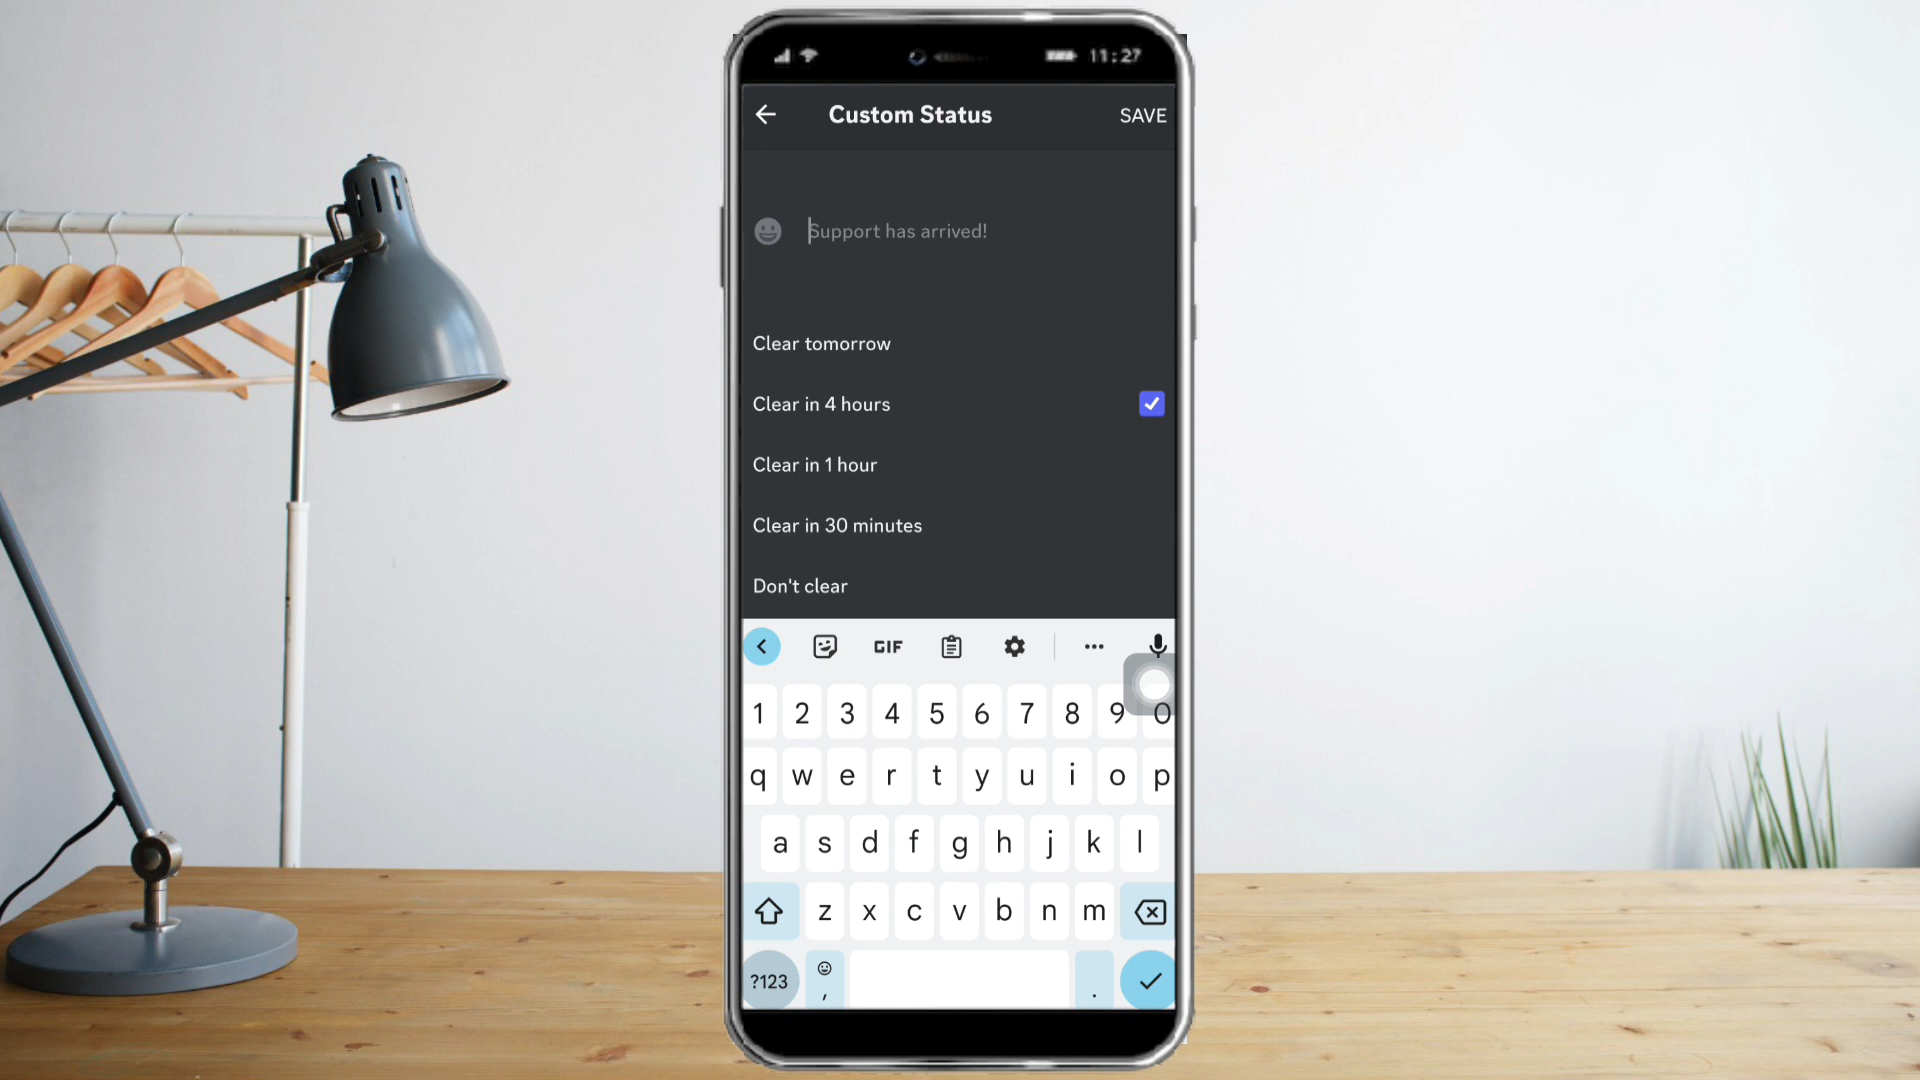 11:27
Custom Status
SAVE
Support has arrived!
Clear tomorrow
Clear in 4 hours
Clear in 1 hour
Clear in 30 minutes
Don't clear
GIF
1 2 3 4 5 6 7 8 9 0
q w e r t y u i o p
a s d f g h j k l
z x c v b n m
?123 , .